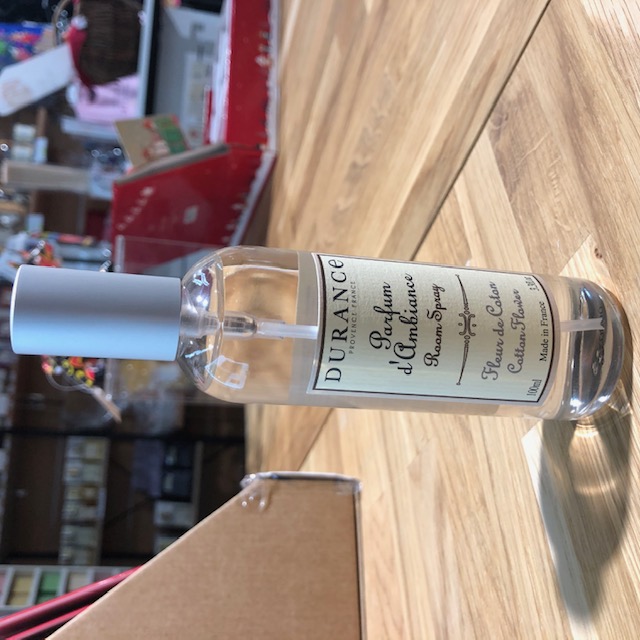 DURANCE
PROVENCE FRANCE
Parfum
d'Ambiance
Room Spray
Fleur de Coton
Cotton Flower
100ml Made in France